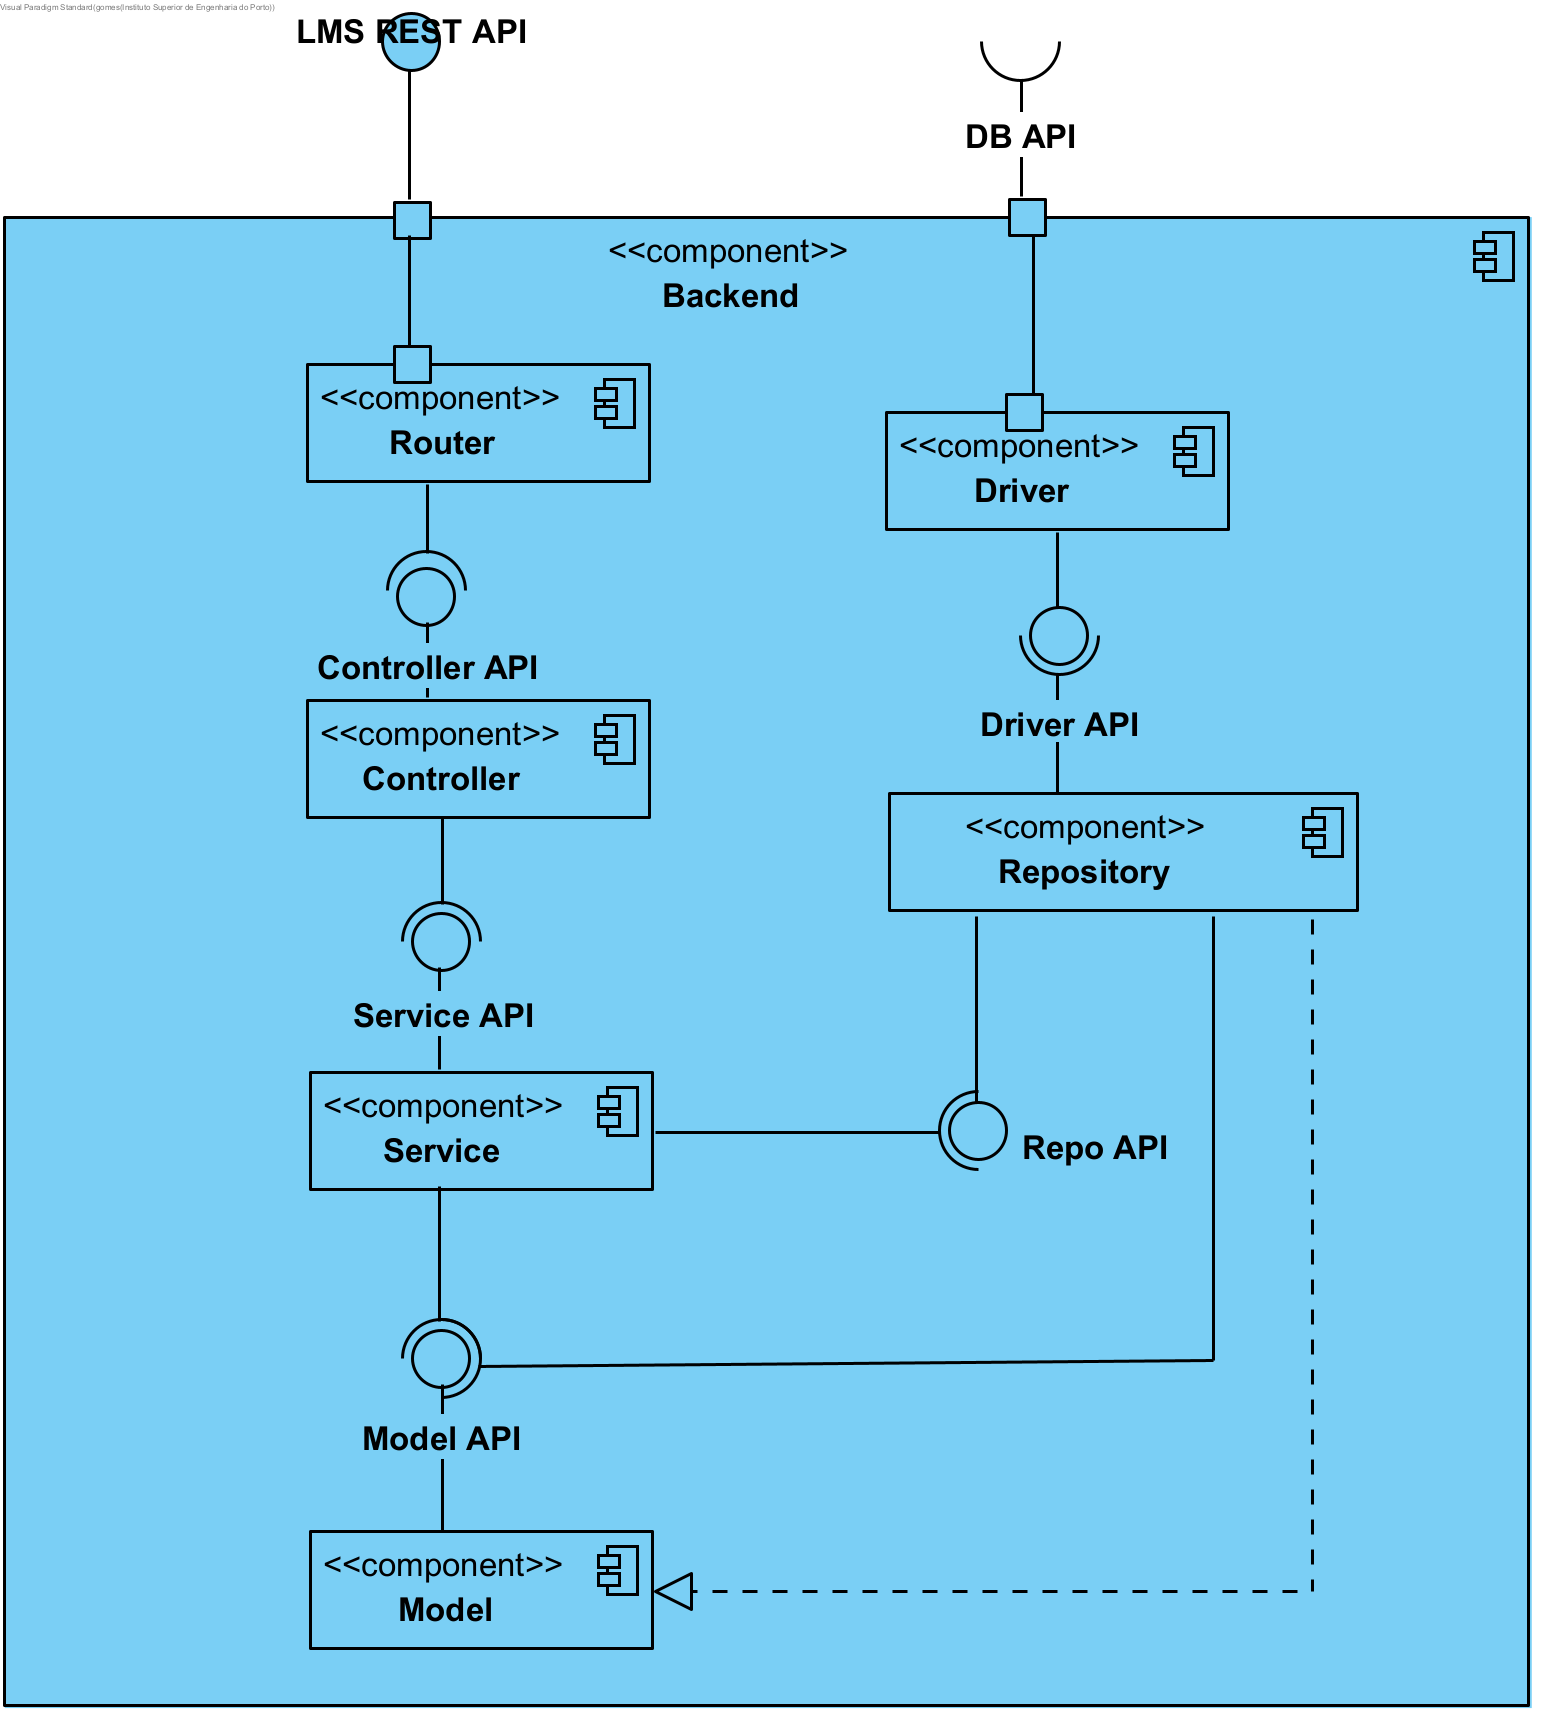 Visual Paradigm Standard(gomes(Instituto Superior de Engenharia do Porto))
LMS REST API
DB API
<<component>>
Backend
<<component>>
Router
<<component>>
Driver
Controller API
Driver API
<<component>>
Controller
<<component>>
Repository
Service API
<<component>>
Service
Repo API
Model API
<<component>>
Model